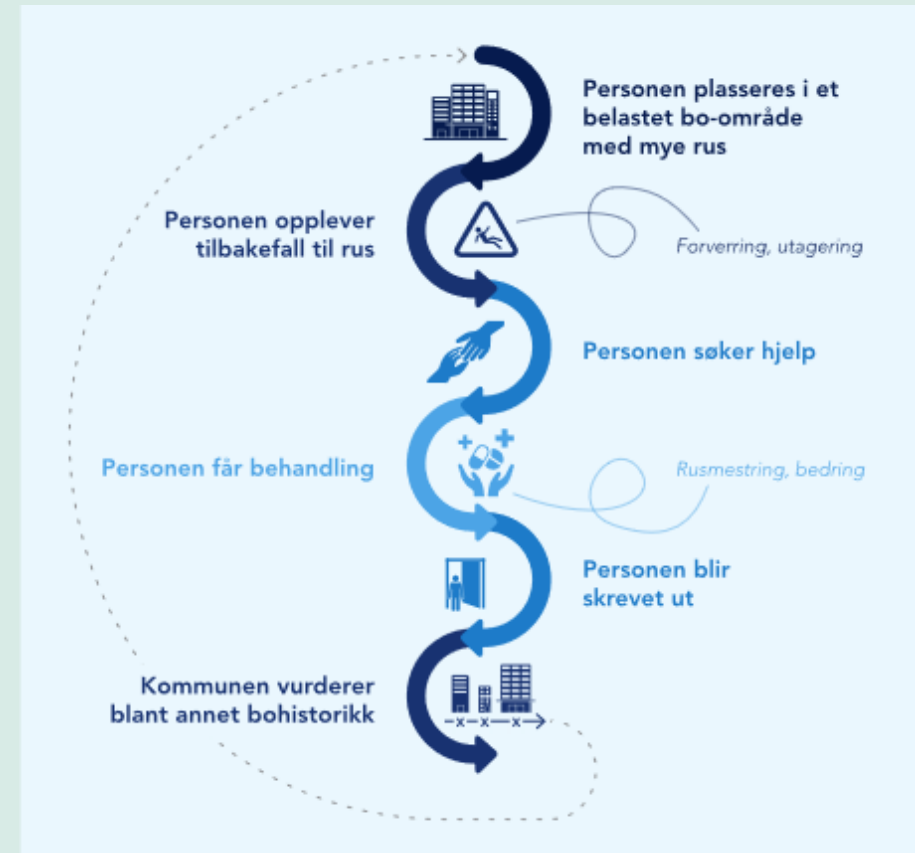 Personen plasseres i et
belastet bo-område
med mye rus
Personen opplever
tilbakefall til rus
Forverring, utagering
Personen søker hjelp
Personen får behandling
Rusmestring, bedring
Personen blir
skrevet ut
Kommunen vurderer
blant annet bohistorikk